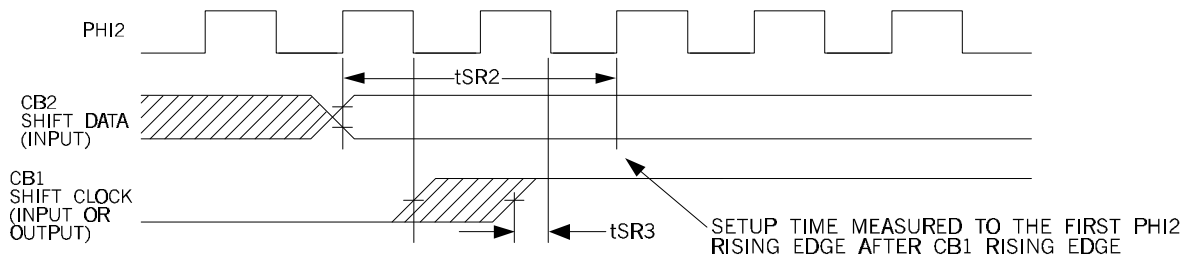 PHI2
tSR2
CB2
SHIFT DATA
(INPUT)
CB1
SHIFT CLOCK
(INPUT OR
OUTPUT)
tSR3
SETUP TIME MEASURED TO THE FIRST PHI2
RISING EDGE AFTER CB1 RISING EDGE